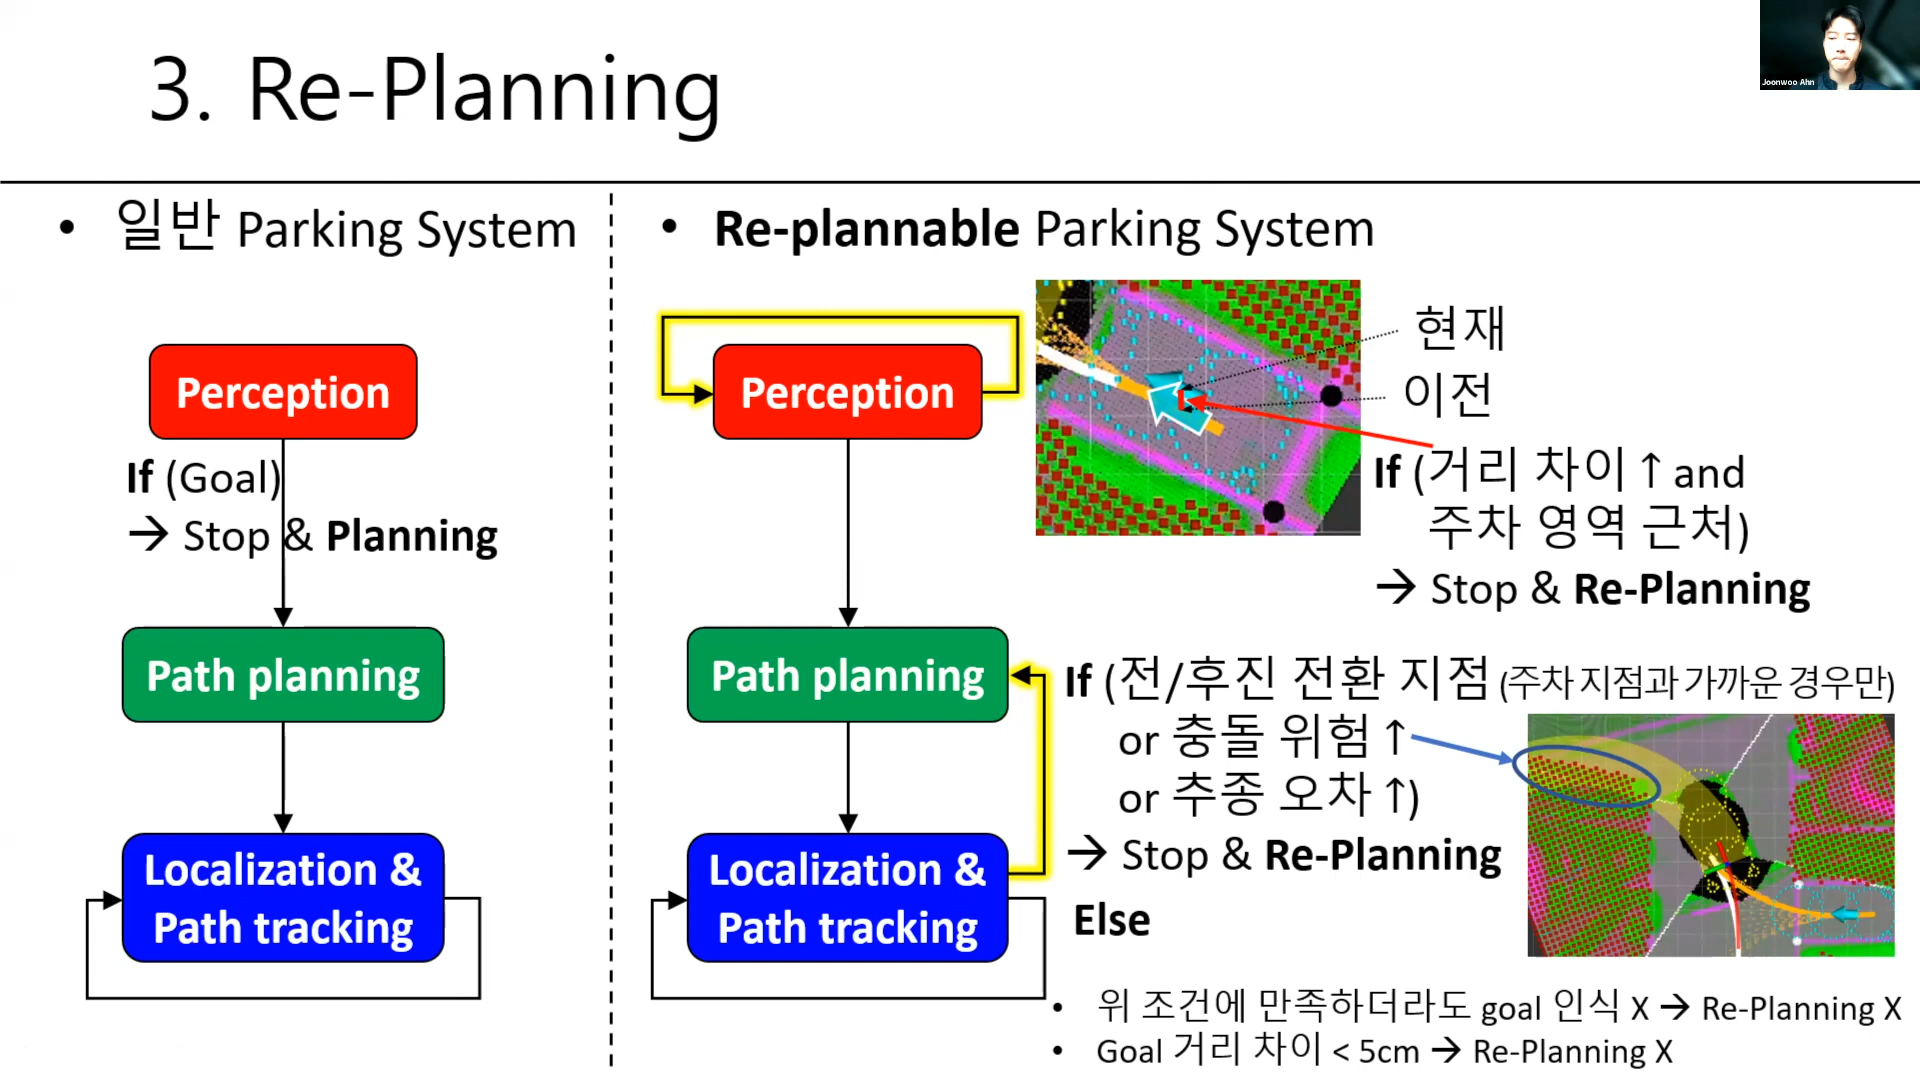 3. Re-Planning
Joonwoo Ahn
• 일반 Parking System
Perception
If (Goal)
→ Stop & Planning
Path planning
Localization &
Path tracking
• Re-plannable Parking System
Perception
현재
이전
If (거리 차이 ↑ and
주차 영역 근처)
→ Stop & Re-Planning
Path planning
If (전/후진 전환 지점 (주차 지점과 가까운 경우만)
or 충돌 위험 ↑
or 추종 오차 ↑)
→ Stop & Re-Planning
Localization &
Path tracking
Else
• 위 조건에 만족하더라도 goal 인식 X → Re-Planning X
• Goal 거리 차이 < 5cm → Re-Planning X